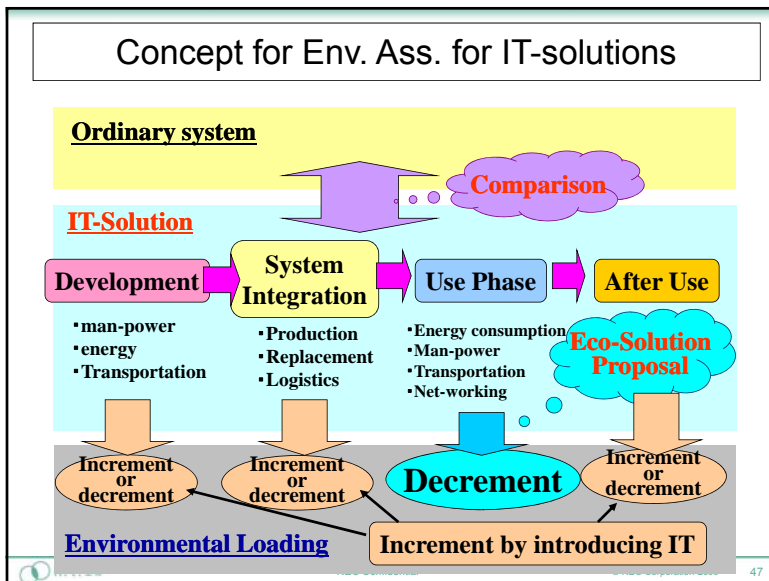 Concept for Env. Ass. for IT-solutions
Ordinary system
Comparison
IT-Solution
Development
System
Integration
Use Phase
After Use
▪man-power
▪energy
▪Transportation
▪Production
▪Replacement
▪Logistics
▪Energy consumption
▪Man-power
▪Transportation
▪Net-working
Eco-Solution
Proposal
Increment
or
decrement
Increment
or
decrement
Decrement
Increment
or
decrement
Environmental Loading
Increment by introducing IT
47